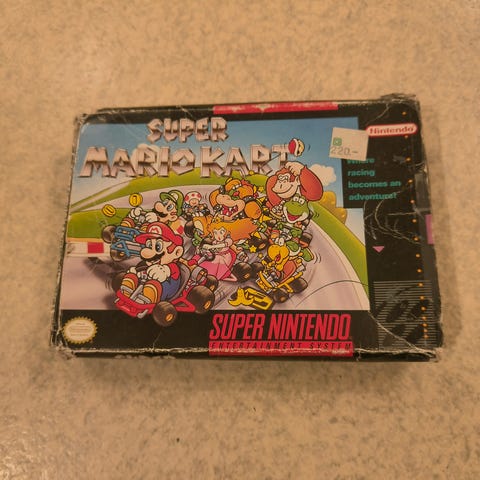 SUPER
MARIO KART
220.-
Nintendo
Where
racing
becomes an
adventure!
SUPER NINTENDO
ENTERTAINMENT SYSTEM